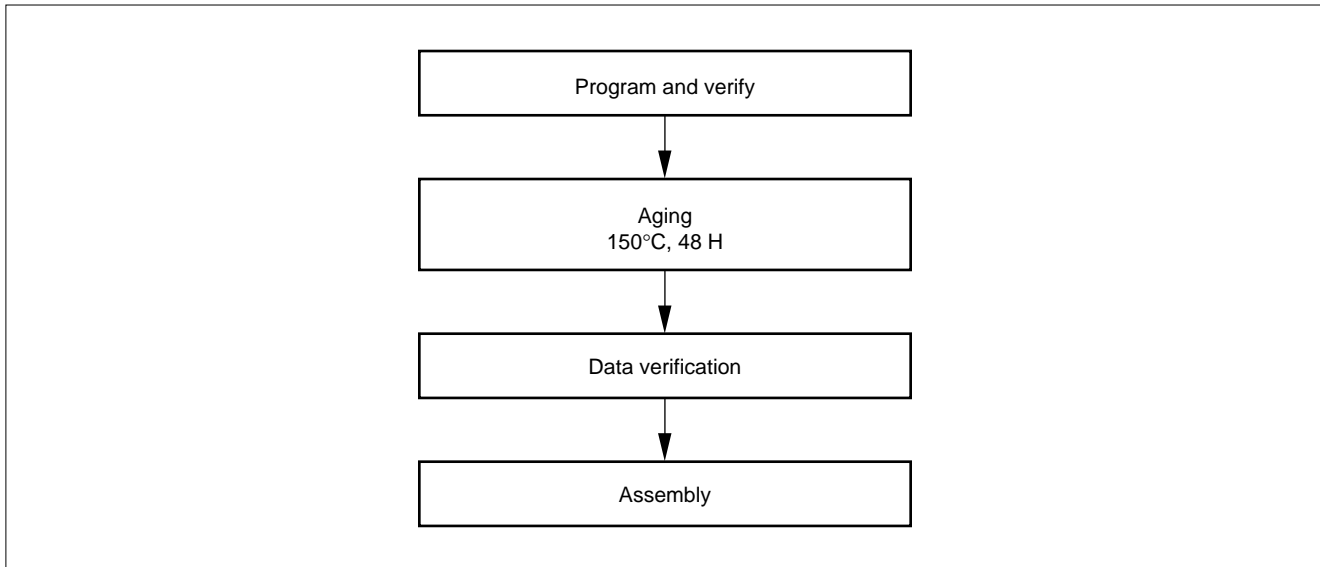 Program and verify
Aging
150°C, 48 H
Data verification
Assembly